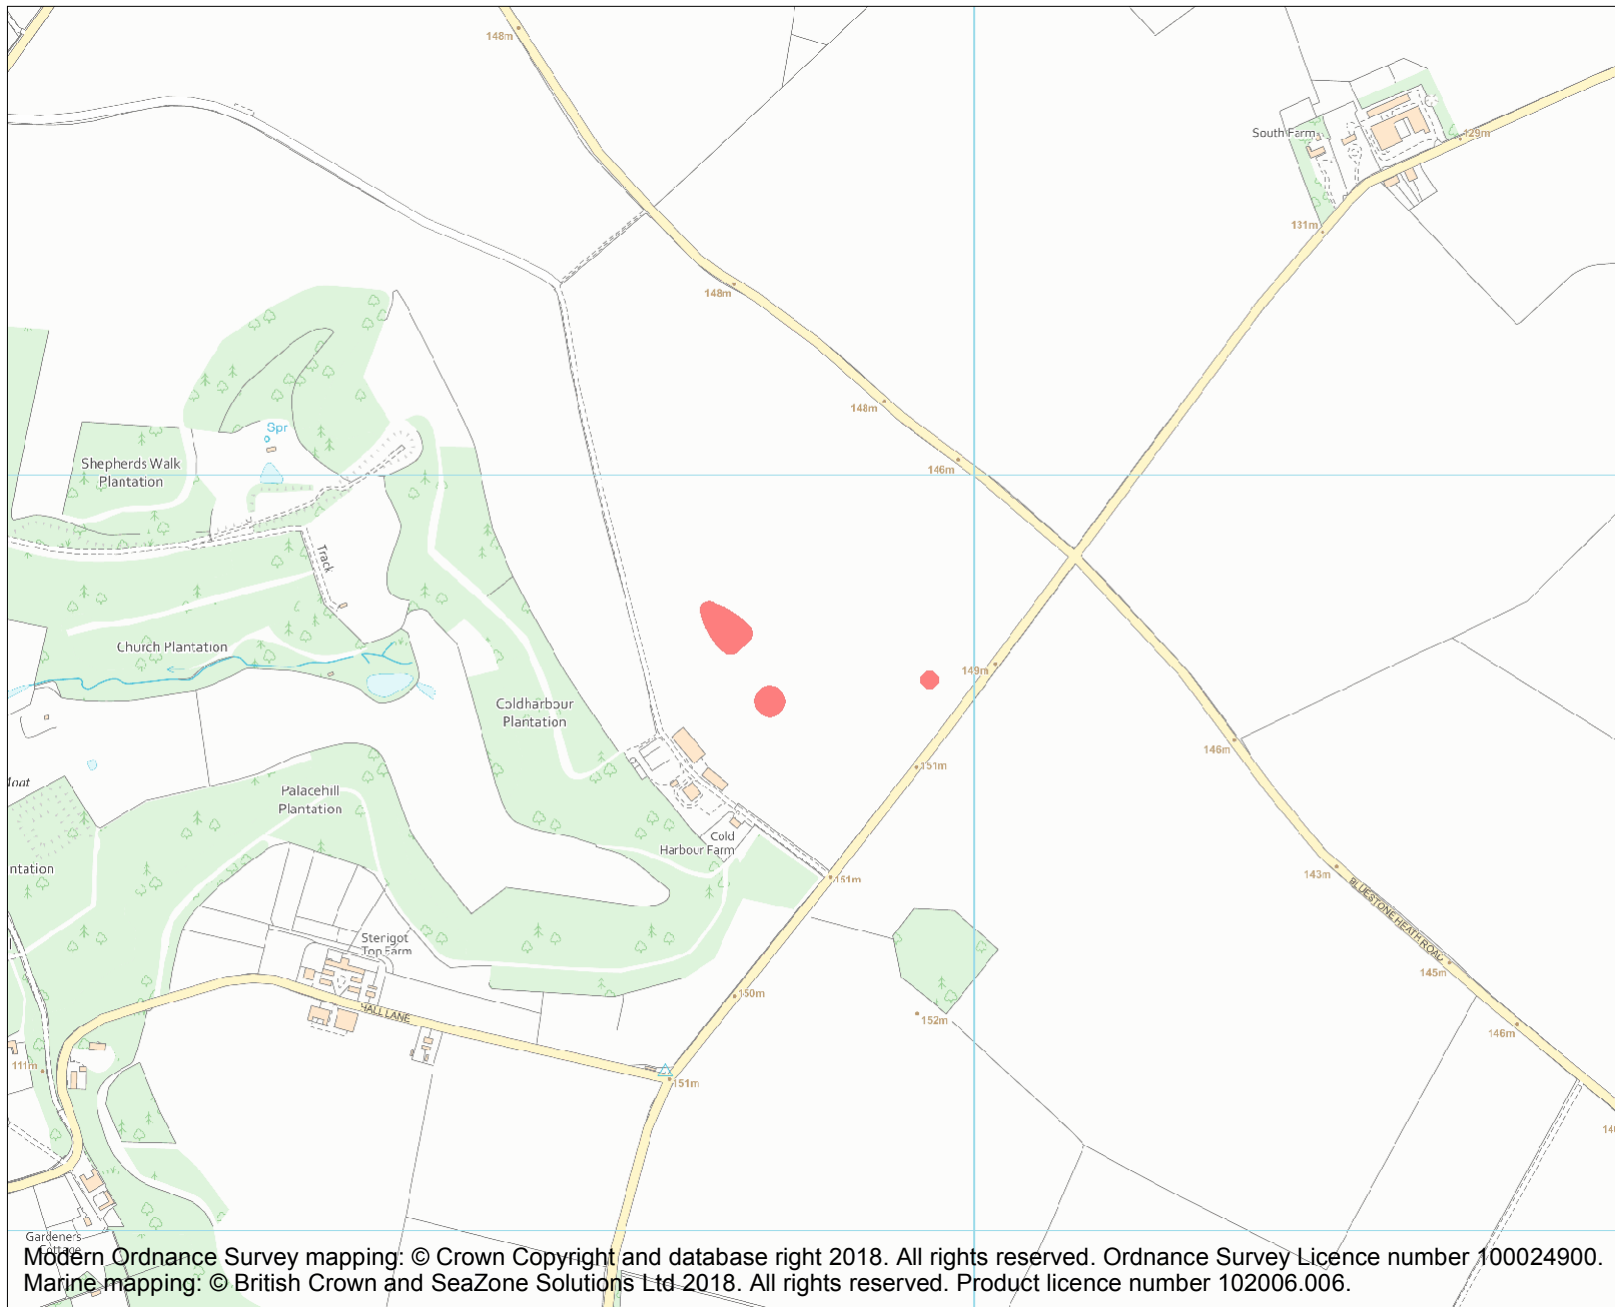 148m
South Farm
129m
131m
148m
148m
Spr
146m
Shepherds Walk
Plantation
Track
Church Plantation
149m
Coldharbour
Plantation
146m
151m
Moat
Palacehill
Plantation
Cold
Harbour Farm
ntation
143m
151m
BLUESTONE HEATH ROAD
Stenigot
Top Farm
145m
150m
HALL LANE
152m
146m
111m
151m
Gardeners
Cottage
Modern Ordnance Survey mapping: © Crown Copyright and database right 2018. All rights reserved. Ordnance Survey Licence number 100024900.
Marine mapping: © British Crown and SeaZone Solutions Ltd 2018. All rights reserved. Product licence number 102006.006.